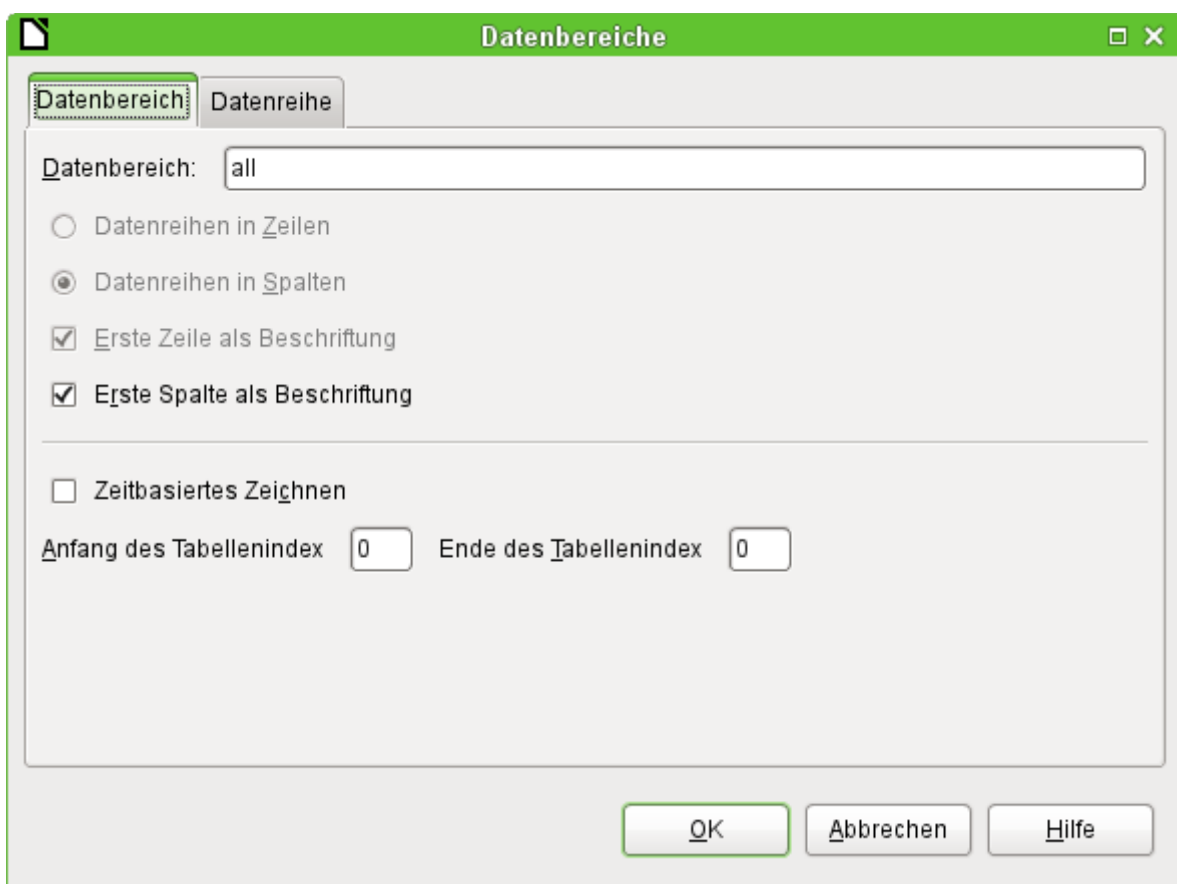 Datenbereiche
Datenbereich Datenreihe
Datenbereich: all
Datenreihen in Zeilen
Datenreihen in Spalten
Erste Zeile als Beschriftung
Erste Spalte als Beschriftung
Zeitbasiertes Zeichnen
Anfang des Tabellenindex 0 Ende des Tabellenindex 0
OK Abbrechen Hilfe